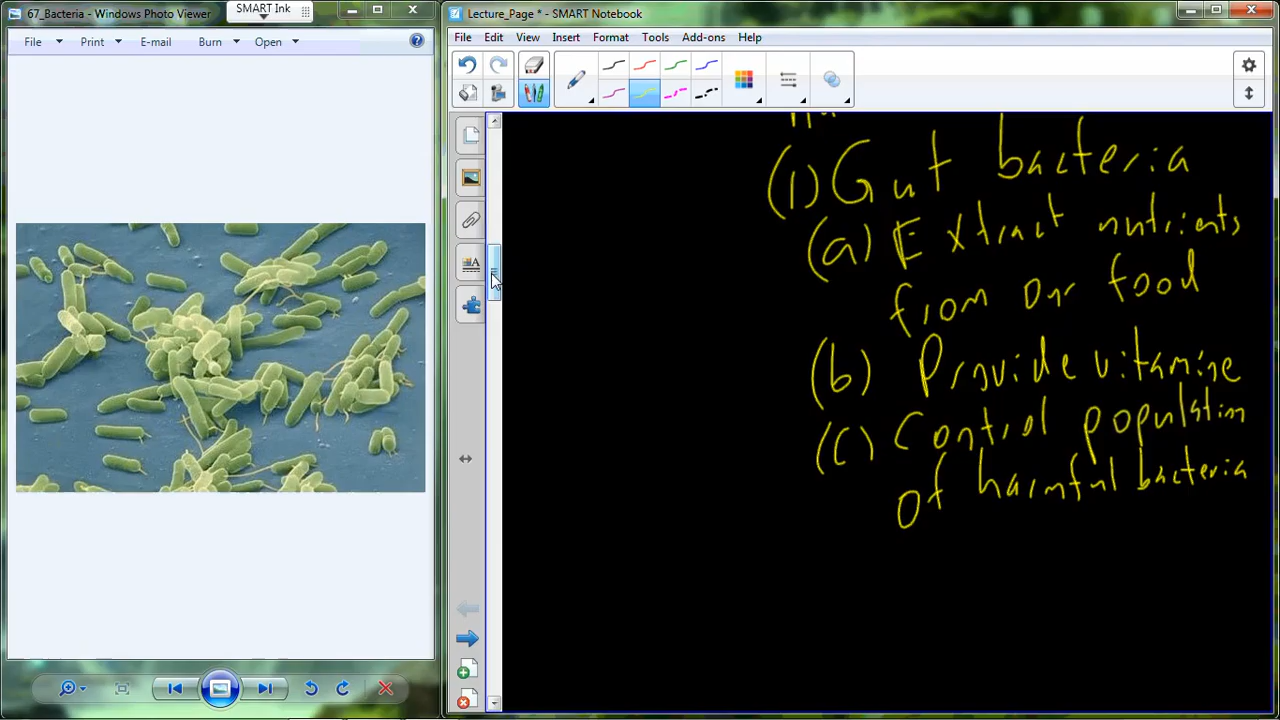 67_Bacteria - Windows Photo Viewer
SMART Ink
File Print E-mail Burn Open
Lecture_Page * - SMART Notebook
File Edit View Insert Format Tools Add-ons Help
(1) Gut bacteria
(a) Extract nutrients
from our food
(b) Provide vitamine
(c) Control population
of harmful bacteria